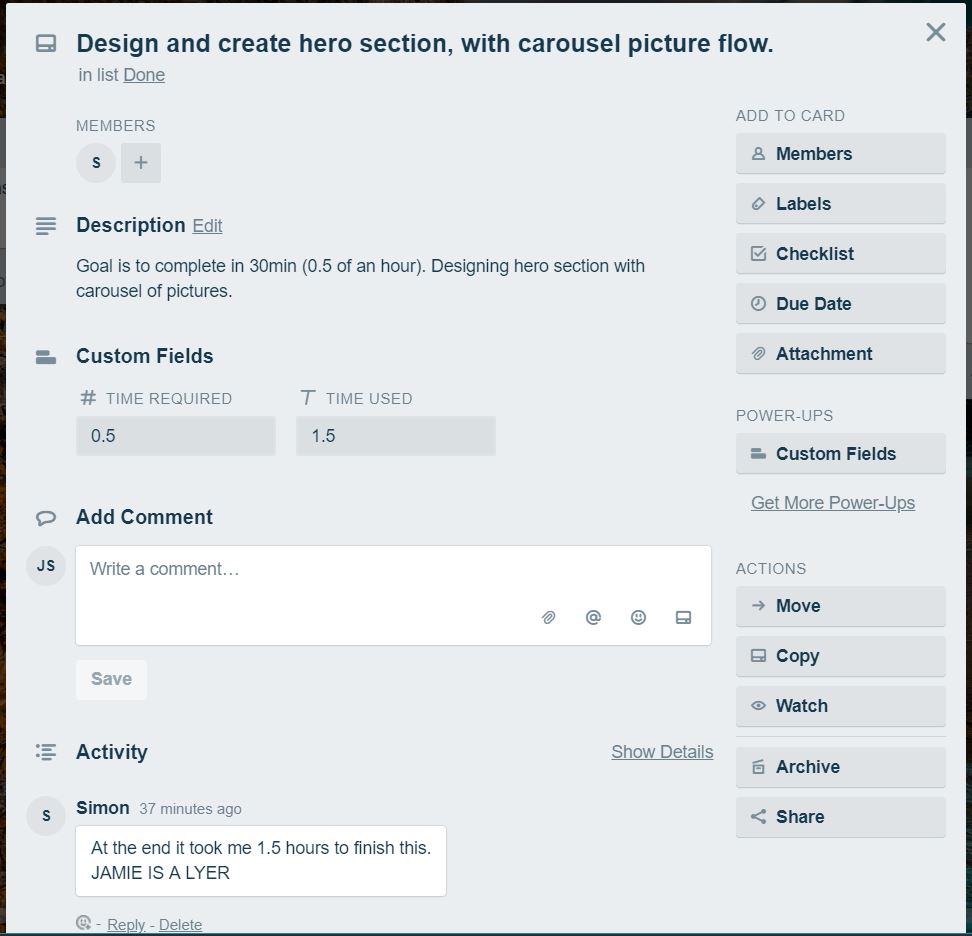 Design and create hero section, with carousel picture flow.
in list Done
MEMBERS
S +
Description Edit
Goal is to complete in 30min (0.5 of an hour). Designing hero section with
carousel of pictures.
Custom Fields
# TIME REQUIRED
0.5
T TIME USED
1.5
Add Comment
JS
Write a comment…
@
Save
Activity
Show Details
S
Simon 37 minutes ago
At the end it took me 1.5 hours to finish this.
JAMIE IS A LYER
- Reply - Delete
ADD TO CARD
Members
Labels
Checklist
Due Date
Attachment
POWER-UPS
Custom Fields
Get More Power-Ups
ACTIONS
Move
Copy
Watch
Archive
Share